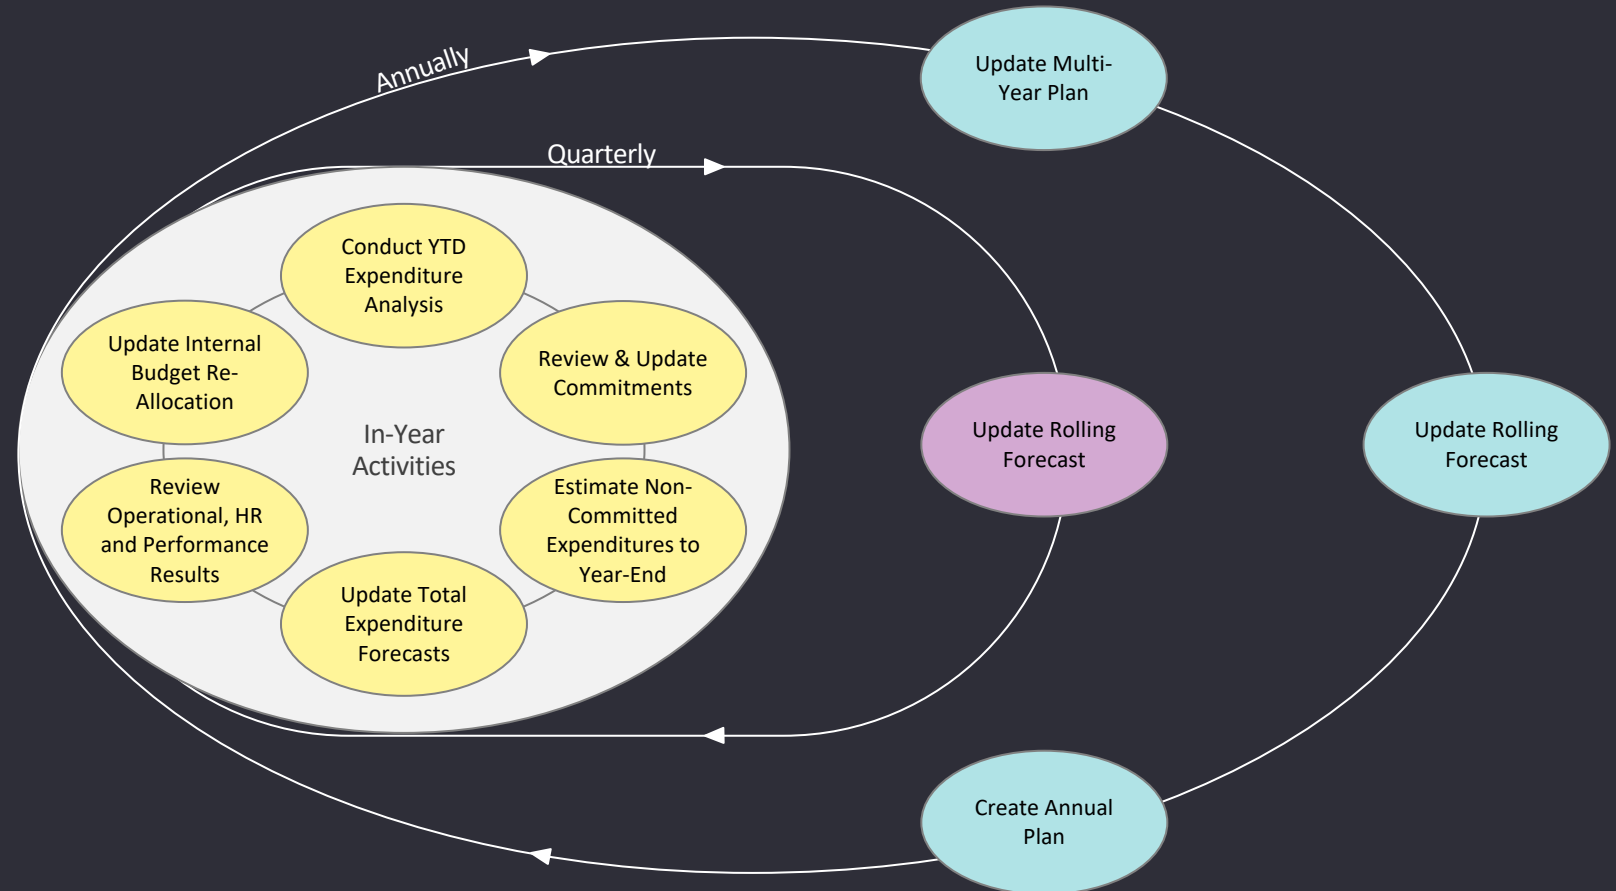 Annually
Update Multi-
Year Plan
Quarterly
Conduct YTD
Expenditure
Analysis
Update Internal
Budget Re-
Allocation
Review & Update
Commitments
In-Year
Activities
Update Rolling
Forecast
Update Rolling
Forecast
Review
Operational, HR
and Performance
Results
Estimate Non-
Committed
Expenditures to
Year-End
Update Total
Expenditure
Forecasts
Create Annual
Plan